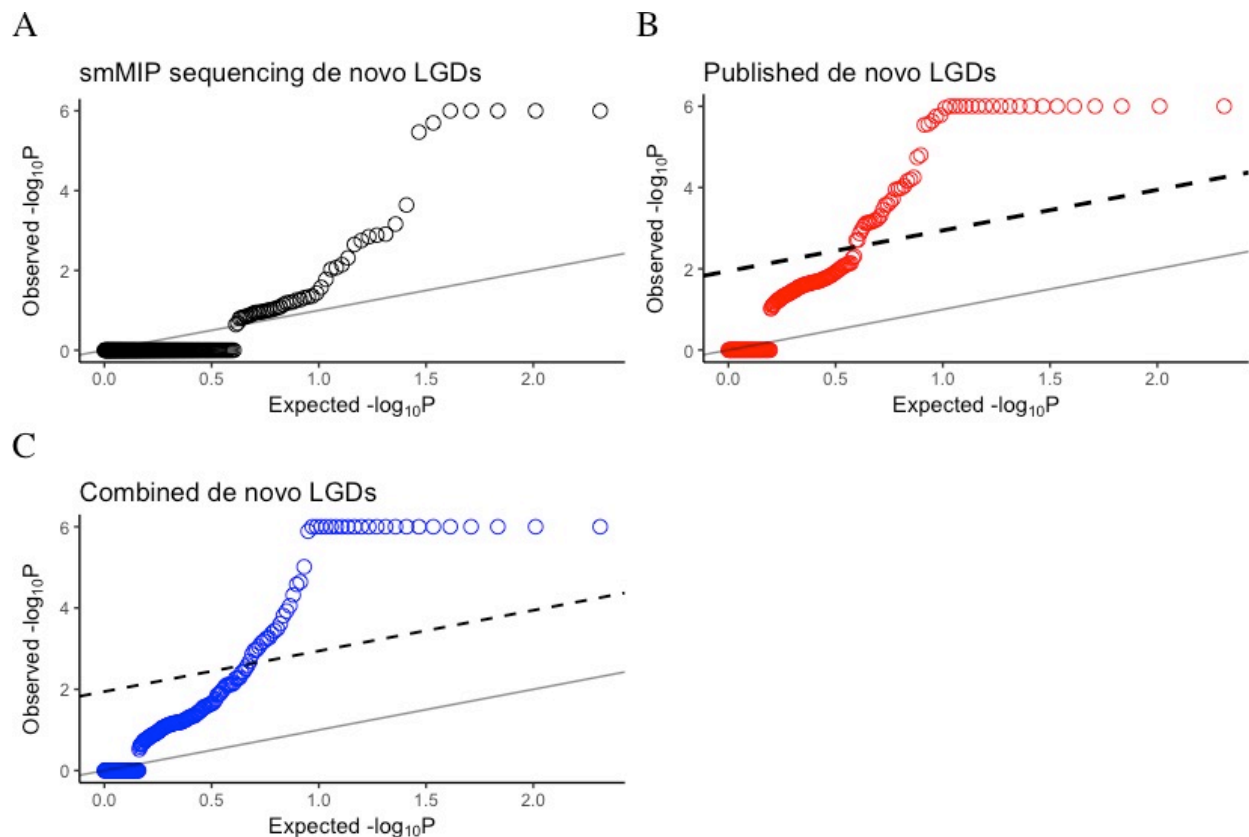 A
smMIP sequencing de novo LGDs
Observed -log10P
6
4
2
0
0.0 0.5 1.0 1.5 2.0
Expected -log10P
B
Published de novo LGDs
Observed -log10P
6
4
2
0
0.0 0.5 1.0 1.5 2.0
Expected -log10P
C
Combined de novo LGDs
Observed -log10P
6
4
2
0
0.0 0.5 1.0 1.5 2.0
Expected -log10P